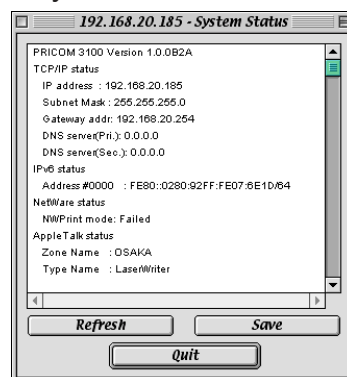 192.168.20.185 - System Status
PRICOM 3100 Version 1.0.0B2A
TCP/IP status
IP address : 192.168.20.185
Subnet Mask : 255.255.255.0
Gateway addr: 192.168.20.254
DNS server(Pri.): 0.0.0.0
DNS server(Sec.): 0.0.0.0
IPv6 status
Address #0000 : FE80::0280:92FF:FE07:6E1D/64
NetWare status
NWPrint mode: Failed
AppleTalk status
Zone Name : OSAKA
Type Name : LaserWriter
Refresh
Save
Quit